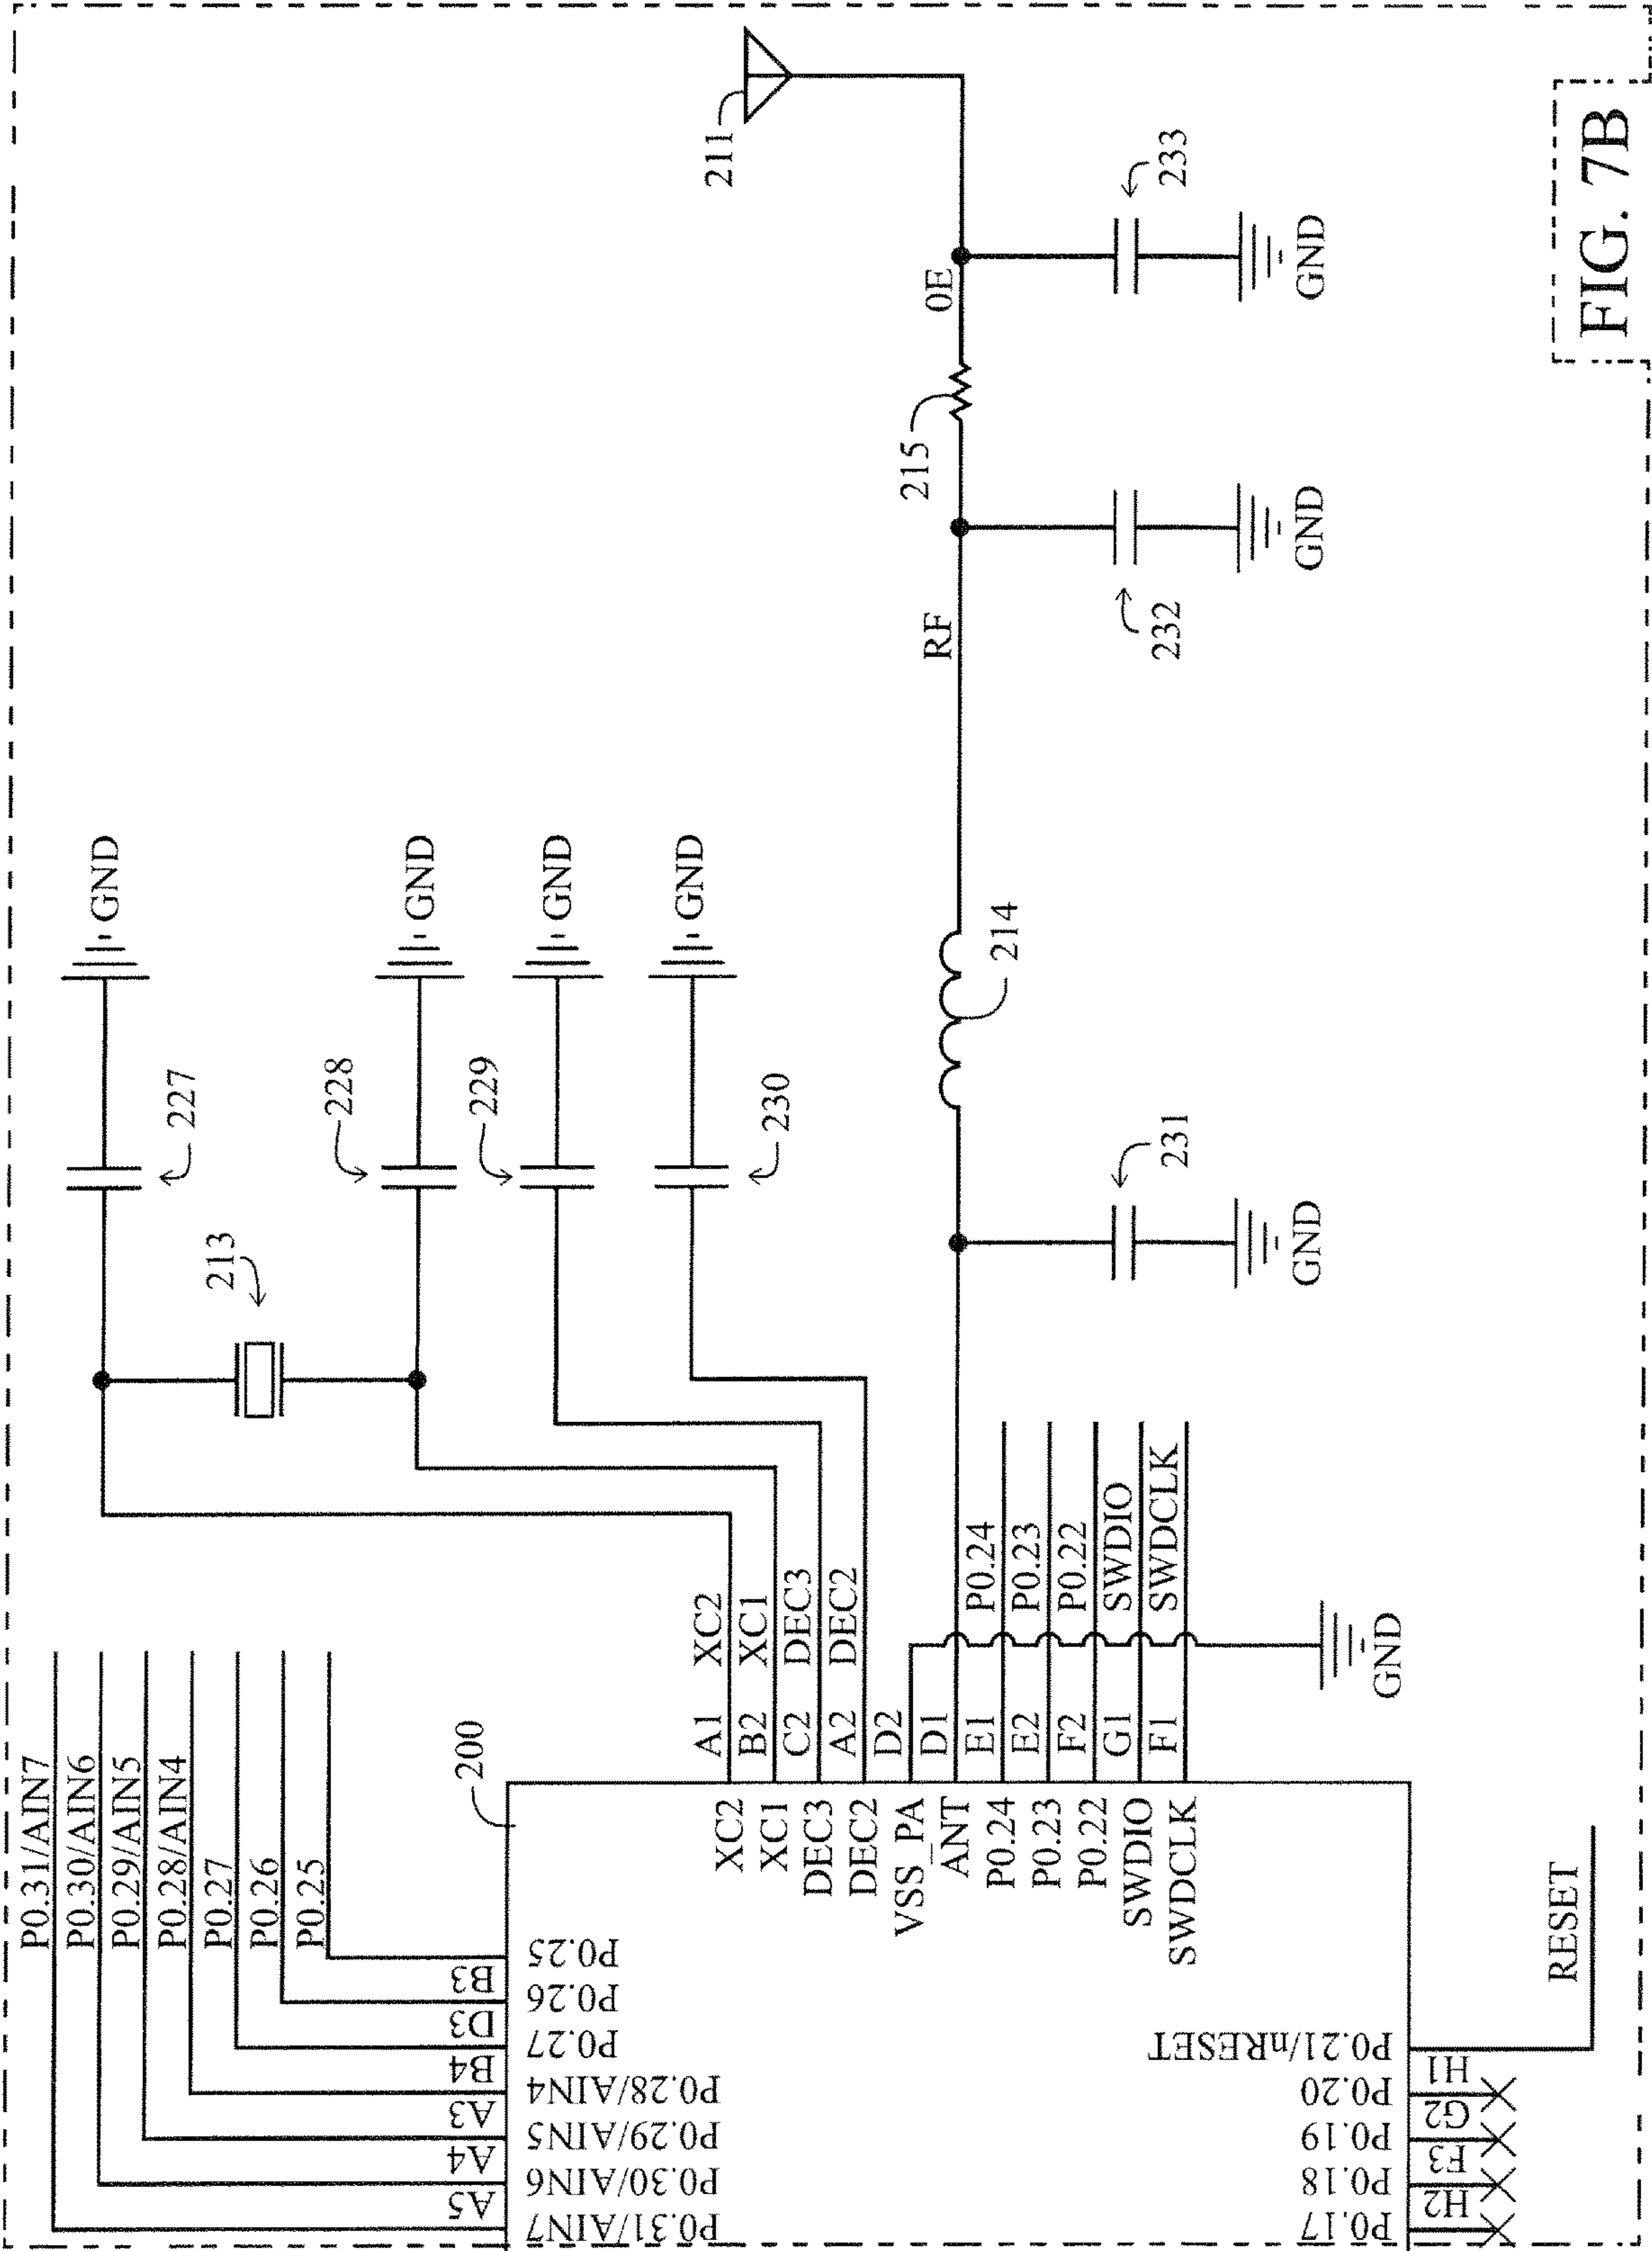 P0.31/AIN7
P0.30/AIN6
P0.29/AIN5
P0.28/AIN4
P0.27
P0.26
P0.25
B3
D3
B4
A3
A4
A5
P0.25
P0.26
P0.27
P0.28/AIN4
P0.29/AIN5
P0.30/AIN6
P0.31/AIN7
200
213
227
GND
228
GND
229
GND
230
GND
XC2
A1
XC2
XC1
B2
XC1
DEC3
C2
DEC3
DEC2
A2
DEC2
VSS_PA
D2
ANT
D1
P0.24
E1
P0.24
P0.23
E2
P0.23
P0.22
F2
P0.22
SWDIO
G1
SWDIO
SWDCLK
F1
SWDCLK
GND
231
GND
214
RF
232
GND
215
0E
233
GND
211
P0.21/nRESET
P0.20
P0.19
P0.18
P0.17
H1
G2
F3
H2
RESET
FIG. 7B